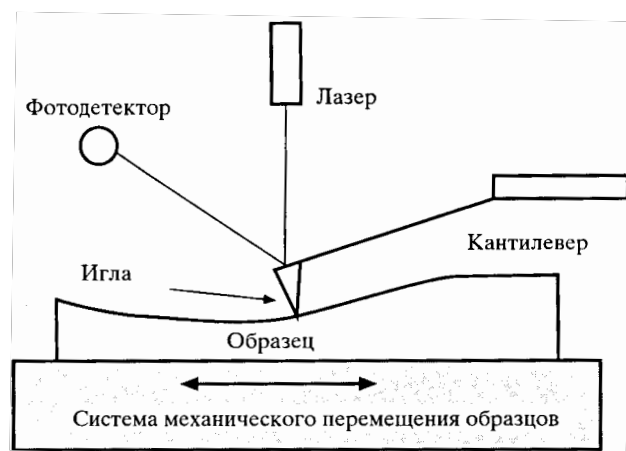 Лазер
Фотодетектор
Кантилевер
Игла
Образец
Система механического перемещения образцов